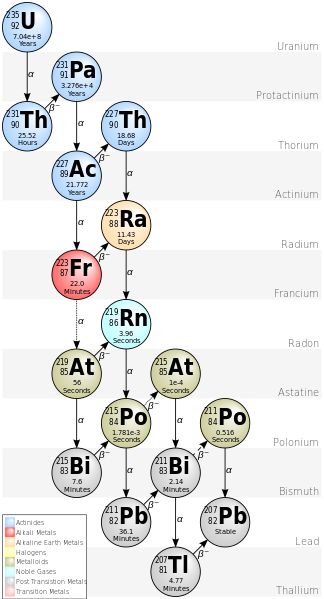 235
92 U
7.04e+8
Years
Uranium
231
91 Pa
3.276e+4
Years
α
Protactinium
231
90 Th
25.52
Hours
β⁻
227
90 Th
18.68
Days
Thorium
α
227
89 Ac
21.772
Years
β⁻
Actinium
α
223
88 Ra
11.43
Days
Radium
α
223
87 Fr
22.0
Minutes
β⁻
Francium
α
219
86 Rn
3.96
Seconds
Radon
α
219
85 At
56
Seconds
β⁻
215
85 At
1e-4
Seconds
Astatine
α
215
84 Po
1.781e-3
Seconds
β⁻
211
84 Po
0.516
Seconds
Polonium
α
α
215
83 Bi
7.6
Minutes
β⁻
211
83 Bi
2.14
Minutes
β⁻
Bismuth
α
α
211
82 Pb
36.1
Minutes
β⁻
207
82 Pb
Stable
Lead
α
207
81 Tl
4.77
Minutes
β⁻
Thallium
Actinides
Alkali Metals
Alkaline Earth Metals
Halogens
Metalloids
Noble Gases
Post Transition Metals
Transition Metals